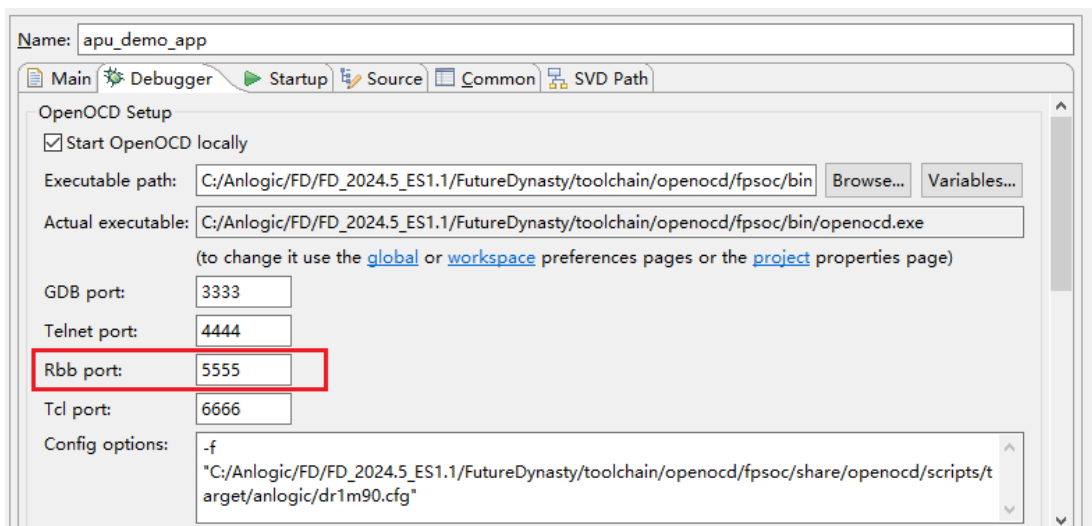 Name: apu_demo_app
Main Debugger Startup Source Common SVD Path
OpenOCD Setup
Start OpenOCD locally
Executable path: C:/Anlogic/FD/FD_2024.5_ES1.1/FutureDynasty/toolchain/openocd/fpsoc/bin Browse... Variables...
Actual executable: C:/Anlogic/FD/FD_2024.5_ES1.1/FutureDynasty/toolchain/openocd/fpsoc/bin/openocd.exe
(to change it use the global or workspace preferences pages or the project properties page)
GDB port: 3333
Telnet port: 4444
Rbb port: 5555
Tcl port: 6666
Config options: -f
"C:/Anlogic/FD/FD_2024.5_ES1.1/FutureDynasty/toolchain/openocd/fpsoc/share/openocd/scripts/t
arget/anlogic/dr1m90.cfg"